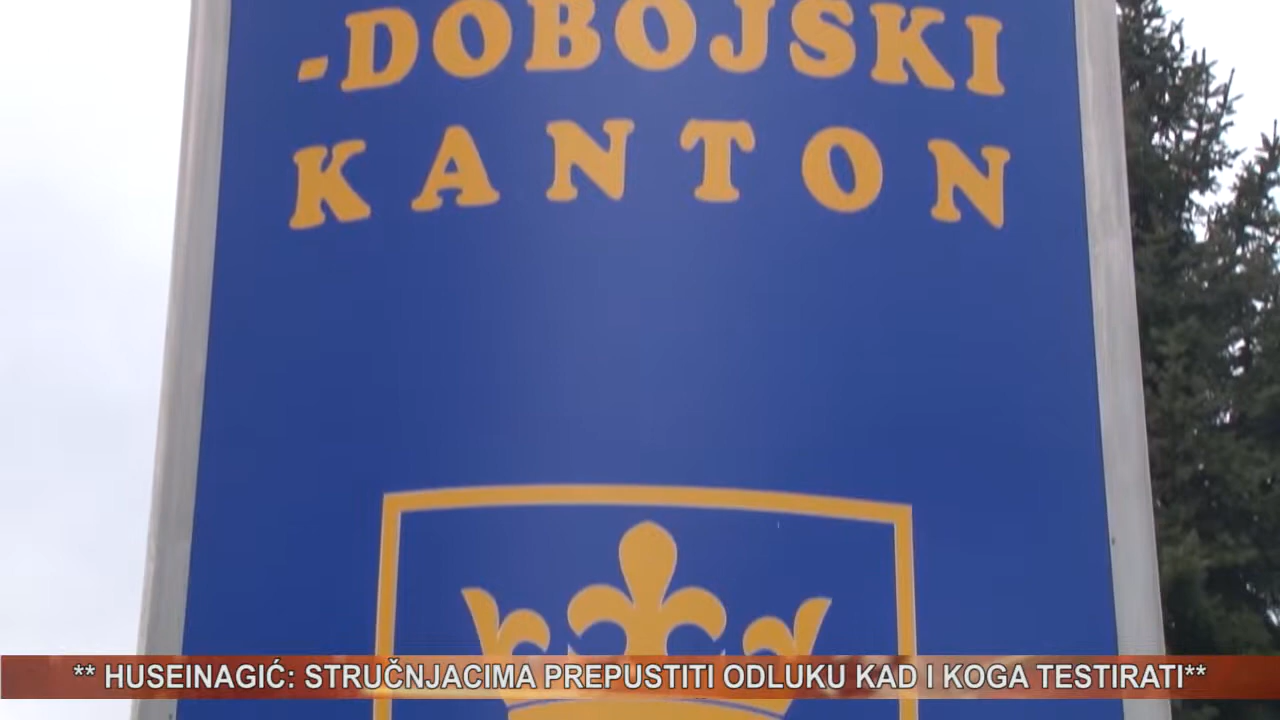 -DOBOJSKI
KANTON
** HUSEINAGIĆ: STRUČNJACIMA PREPUSTITI ODLUKU KAD I KOGA TESTIRATI**